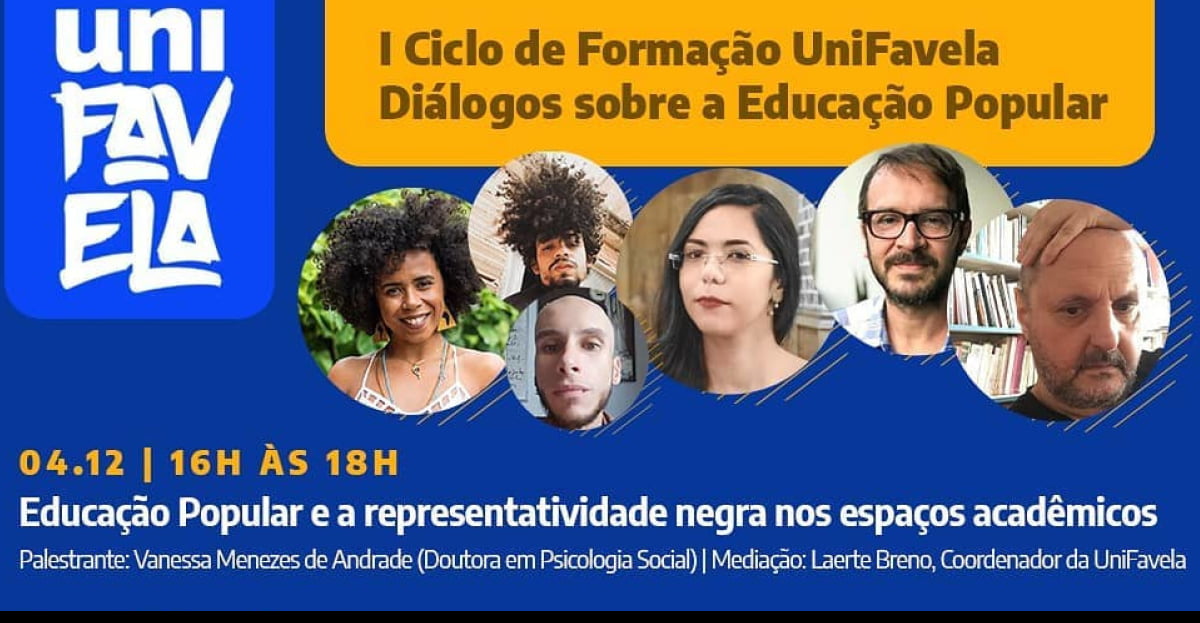 uni
FAV
ELA
I Ciclo de Formação UniFavela
Diálogos sobre a Educação Popular
04.12 | 16H ÀS 18H
Educação Popular e a representatividade negra nos espaços acadêmicos
Palestrante: Vanessa Menezes de Andrade (Doutora em Psicologia Social) | Mediação: Laerte Breno, Coordenador da UniFavela